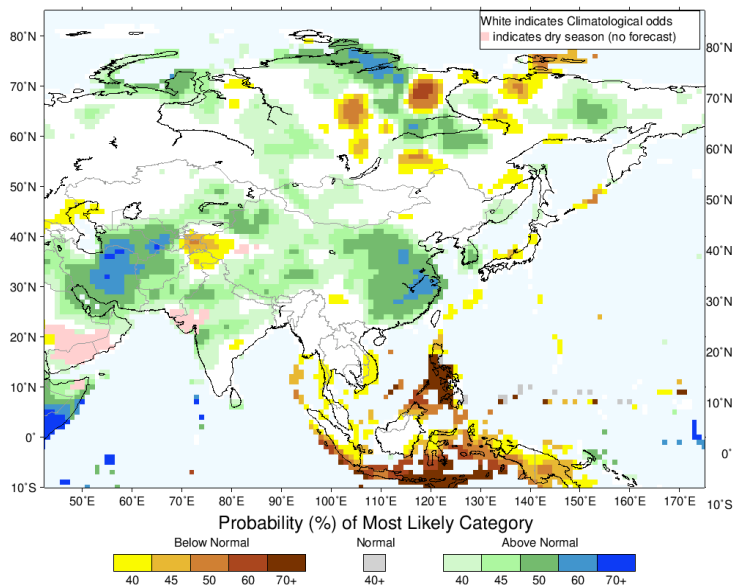 White indicates Climatological odds
indicates dry season (no forecast)
80°N
80°N
70°N
70°N
60°N
60°N
50°N
50°N
40°N
40°N
30°N
30°N
20°N
20°N
10°N
10°N
0°
0°
10°S
10°S
50°E 60°E 70°E 80°E 90°E 100°E 110°E 120°E 130°E 140°E 150°E 160°E 170°E
Probability (%) of Most Likely Category
Below Normal Normal Above Normal
40 45 50 60 70+ 40+ 40 45 50 60 70+